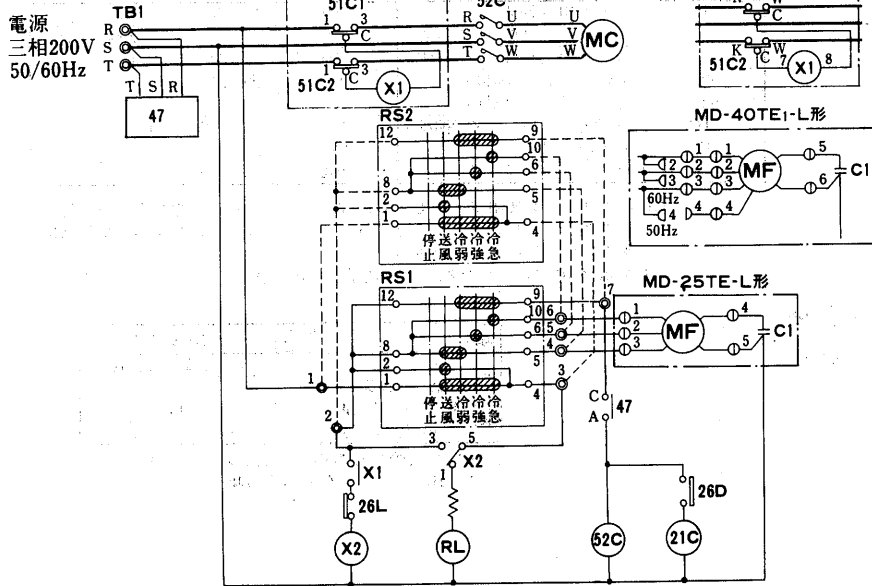 51C1 52C
電源 TB1
三相200V
50/60Hz
R S T
T S R
47
1 3 C
51C2 1 C 3
X1
R U U
S V V
T W W
MC
K W
K W
51C2 C 7 X1 8
RS2
12 9
10
6
8 5
2
1 4
停止 送風 冷弱 冷強 冷急
MD-40TE₁-L形
1 1 5
2 2 2 MF C1
3 3 3 6
60Hz
4 4 4
50Hz
RS1
12 9 7
10 6
6 5
8 5 4
2
1 1 4 3
停止 送風 冷弱 冷強 冷急
MD-25TE-L形
1 4
2 MF C1
3 5
2
3 5
X1 1 X2
26L
C
A 47
26D
X2 RL 52C 21C